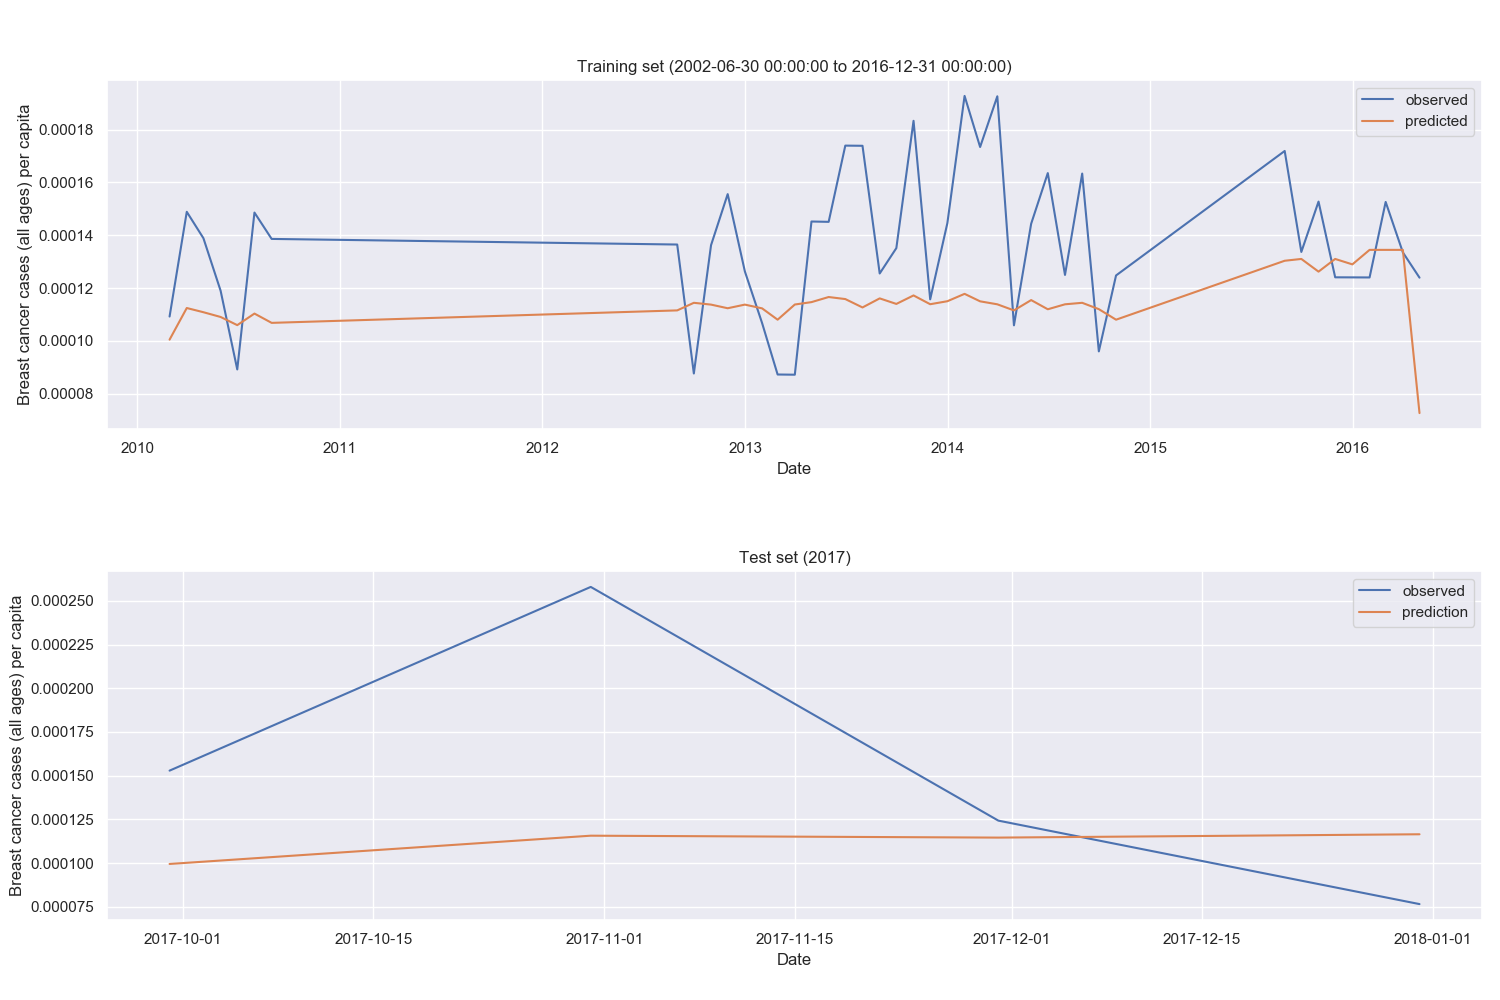 Training set (2002-06-30 00:00:00 to 2016-12-31 00:00:00)
Breast cancer cases (all ages) per capita
0.00018
0.00016
0.00014
0.00012
0.00010
0.00008
observed
predicted
2010 2011 2012 2013 2014 2015 2016
Date
Test set (2017)
Breast cancer cases (all ages) per capita
0.000250
0.000225
0.000200
0.000175
0.000150
0.000125
0.000100
0.000075
observed
prediction
2017-10-01 2017-10-15 2017-11-01 2017-11-15 2017-12-01 2017-12-15 2018-01-01
Date